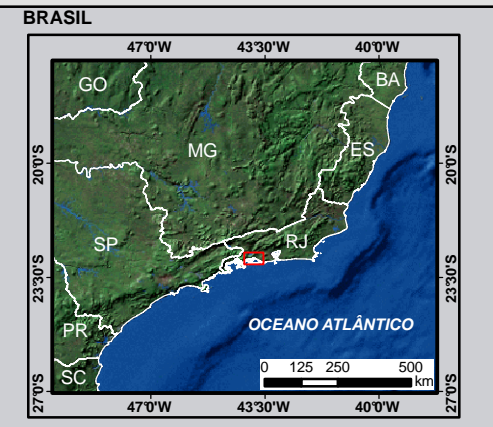 BRASIL
47°0'W 43°30'W 40°0'W
GO
BA
MG
ES
20°0'S 20°0'S
SP
RJ
23°30'S 23°30'S
PR
OCEANO ATLÂNTICO
SC
0 125 250 500
km
27°0'S 27°0'S
47°0'W 43°30'W 40°0'W